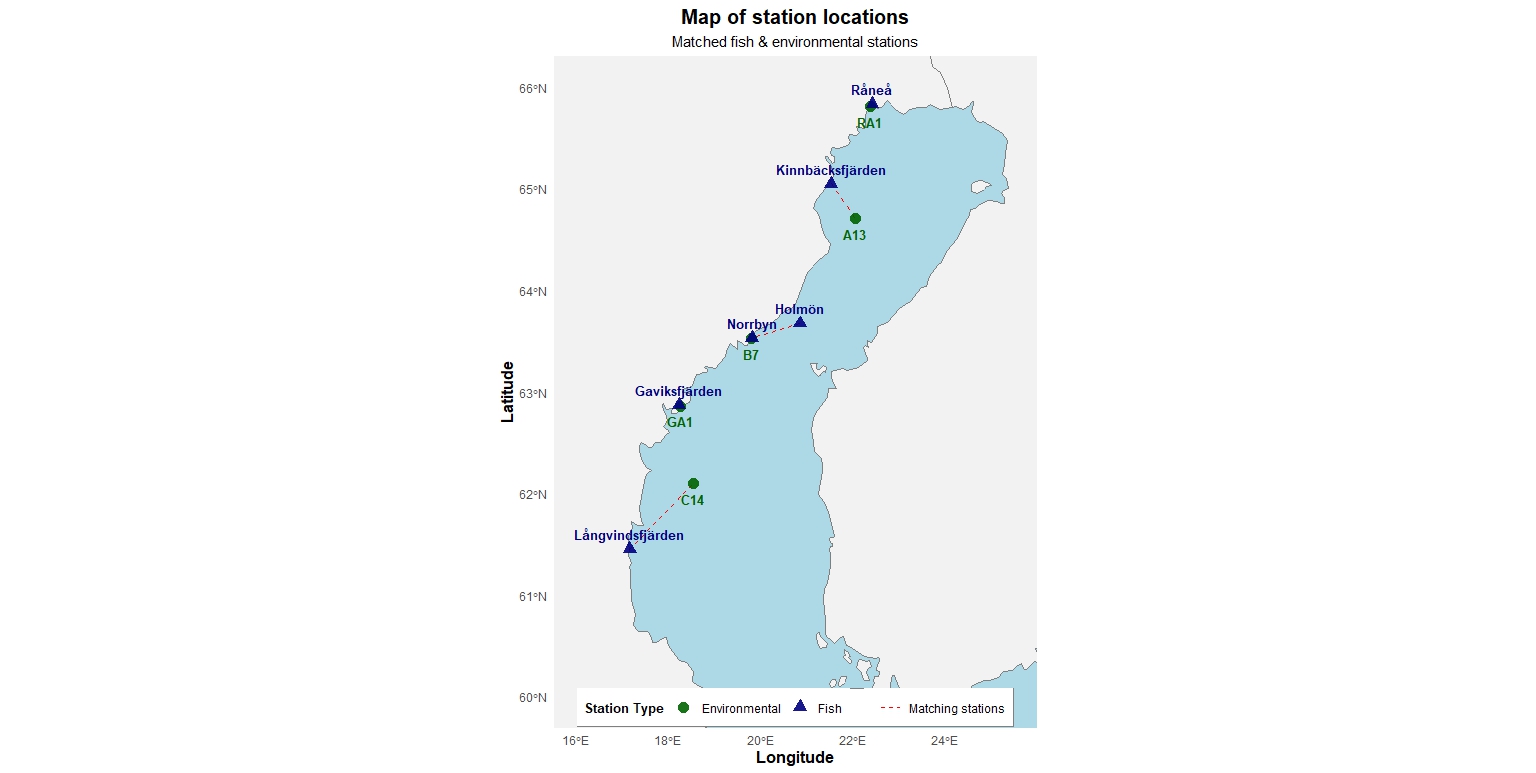 Map of station locations
Matched fish & environmental stations
66°N
65°N
64°N
63°N
62°N
61°N
60°N
Latitude
Råneå
RA1
Kinnbäcksfjärden
A13
Holmön
Norrbyn
B7
Gaviksfjärden
GA1
C14
Långvindsfjärden
Station Type Environmental Fish Matching stations
16°E 18°E 20°E 22°E 24°E
Longitude